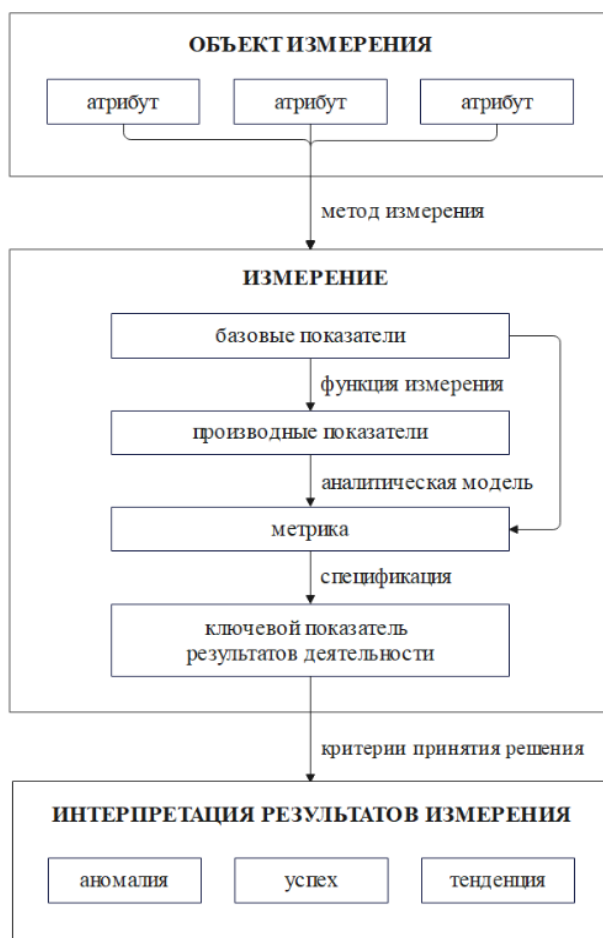 ОБЪЕКТ ИЗМЕРЕНИЯ
атрибут
атрибут
атрибут
метод измерения
ИЗМЕРЕНИЕ
базовые показатели
функция измерения
производные показатели
аналитическая модель
метрика
спецификация
ключевой показатель
результатов деятельности
критерии принятия решения
ИНТЕРПРЕТАЦИЯ РЕЗУЛЬТАТОВ ИЗМЕРЕНИЯ
аномалия
успех
тенденция